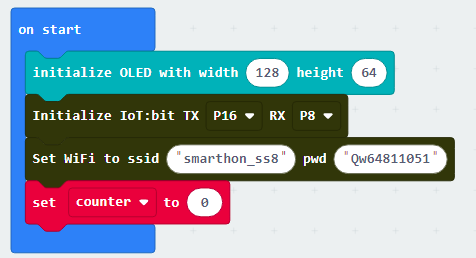 on start
initialize OLED with width 128 height 64
Initialize IoT:bit TX P16 RX P8
Set WiFi to ssid "smarthon_ss8" pwd "Qw64811051"
set counter to 0